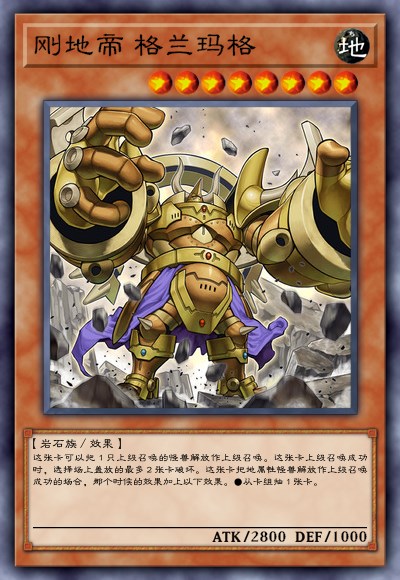 刚地帝 格兰玛格
地
【岩石族／效果】
这张卡可以把1只上级召唤的怪兽解放作上级召唤。这张卡上级召唤成功
时，选择场上盖放的最多2张卡破坏。这张卡把地属性怪兽解放作上级召唤
成功的场合，那个时候的效果加上以下效果。●从卡组抽1张卡。
ATK/2800 DEF/1000